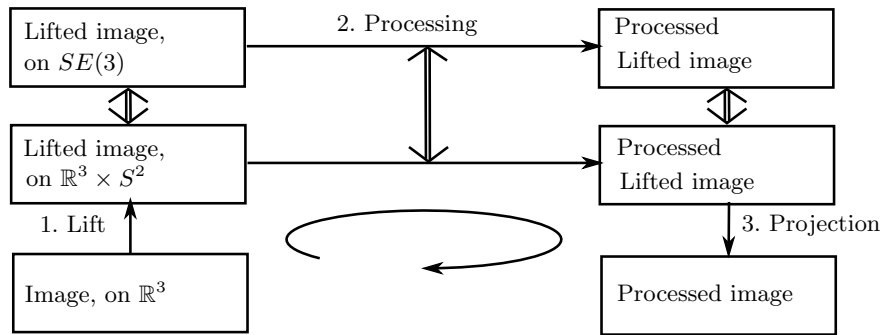 Lifted image,
on SE(3)
2. Processing
Processed
Lifted image
Lifted image,
on ℝ³ × S²
Processed
Lifted image
1. Lift
3. Projection
Image, on ℝ³
Processed image